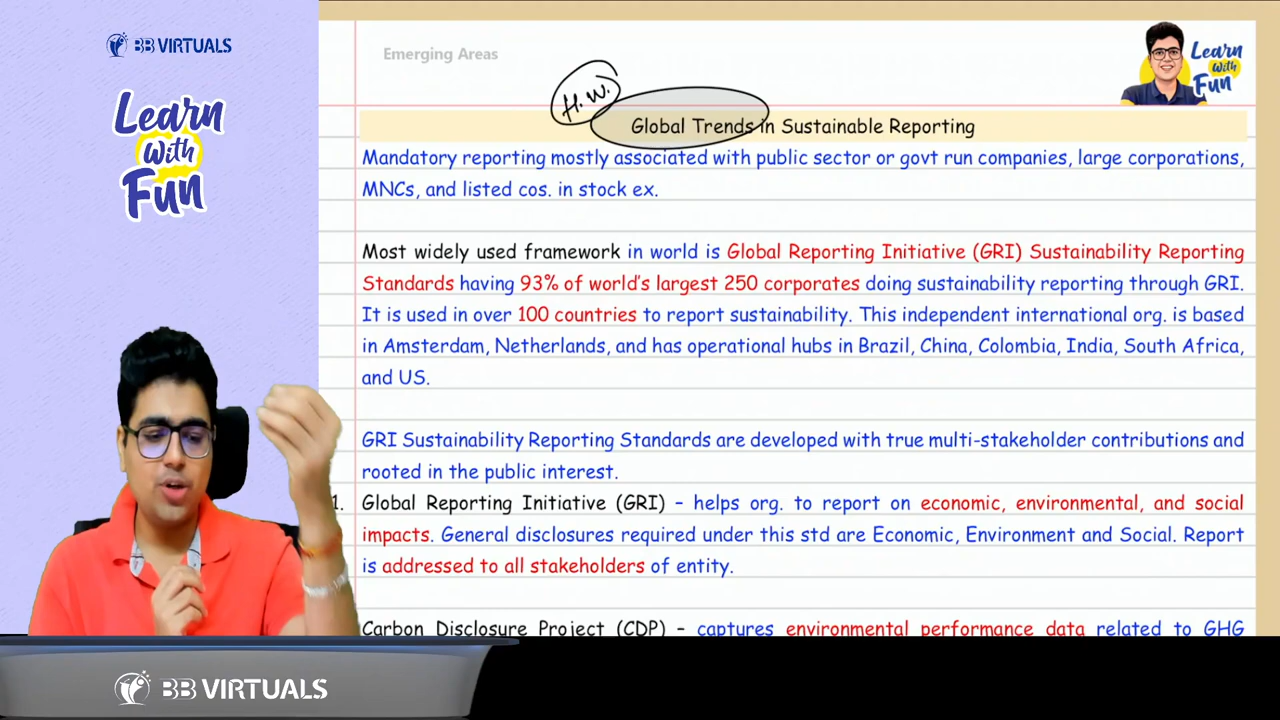 BB VIRTUALS
Learn
With
Fun
Emerging Areas
Learn
With
Fun
H.W.
Global Trends in Sustainable Reporting
Mandatory reporting mostly associated with public sector or govt run companies, large corporations,
MNCs, and listed cos. in stock ex.
Most widely used framework in world is Global Reporting Initiative (GRI) Sustainability Reporting
Standards having 93% of world's largest 250 corporates doing sustainability reporting through GRI.
It is used in over 100 countries to report sustainability. This independent international org. is based
in Amsterdam, Netherlands, and has operational hubs in Brazil, China, Colombia, India, South Africa,
and US.
GRI Sustainability Reporting Standards are developed with true multi-stakeholder contributions and
rooted in the public interest.
1. Global Reporting Initiative (GRI) – helps org. to report on economic, environmental, and social
impacts. General disclosures required under this std are Economic, Environment and Social. Report
is addressed to all stakeholders of entity.
Carbon Disclosure Project (CDP) – captures environmental performance data related to GHG
BB VIRTUALS